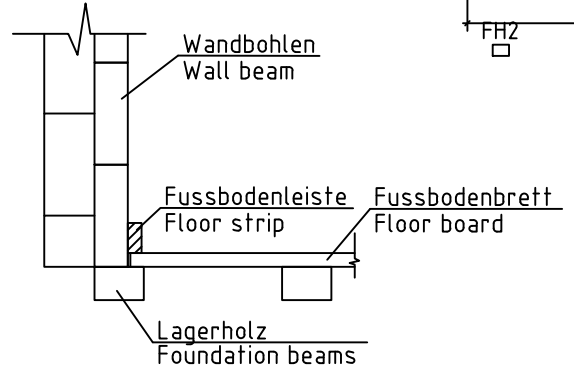 FH2
Wandbohlen
Wall beam
Fussbodenleiste
Floor strip
Fussbodenbrett
Floor board
Lagerholz
Foundation beams